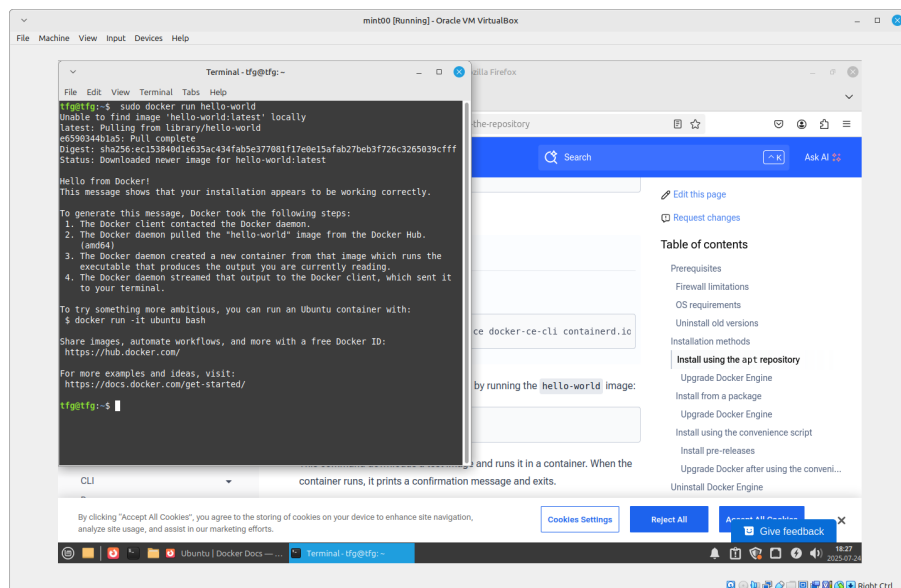 mint00 [Running] - Oracle VM VirtualBox
File Machine View Input Devices Help
Terminal - tfg@tfg: ~
zilla Firefox
File Edit View Terminal Tabs Help
tfg@tfg:~$ sudo docker run hello-world
Unable to find image 'hello-world:latest' locally
latest: Pulling from library/hello-world
e6590344b1a5: Pull complete
Digest: sha256:ec153840d1e635ac434fab5e377081f17e0e15afab27beb3f726c3265039cfff
Status: Downloaded newer image for hello-world:latest
Hello from Docker!
This message shows that your installation appears to be working correctly.
To generate this message, Docker took the following steps:
1. The Docker client contacted the Docker daemon.
2. The Docker daemon pulled the "hello-world" image from the Docker Hub.
(amd64)
3. The Docker daemon created a new container from that image which runs the
executable that produces the output you are currently reading.
4. The Docker daemon streamed that output to the Docker client, which sent it
to your terminal.
To try something more ambitious, you can run an Ubuntu container with:
$ docker run -it ubuntu bash
Share images, automate workflows, and more with a free Docker ID:
https://hub.docker.com/
For more examples and ideas, visit:
https://docs.docker.com/get-started/
tfg@tfg:~$
the-repository
Search
^ K
Ask AI
Edit this page
Request changes
Table of contents
Prerequisites
Firewall limitations
OS requirements
Uninstall old versions
Installation methods
Install using the apt repository
Upgrade Docker Engine
Install from a package
Upgrade Docker Engine
Install using the convenience script
Install pre-releases
Upgrade Docker after using the conveni...
Uninstall Docker Engine
ce docker-ce-cli containerd.io
by running the hello-world image:
and runs it in a container. When the
container runs, it prints a confirmation message and exits.
CLI
By clicking "Accept All Cookies", you agree to the storing of cookies on your device to enhance site navigation,
analyze site usage, and assist in our marketing efforts.
Cookies Settings
Reject All
Accept All Cookies
Give feedback
Ubuntu | Docker Docs — ...
Terminal - tfg@tfg: ~
18:27
2025-07-24
Right Ctrl